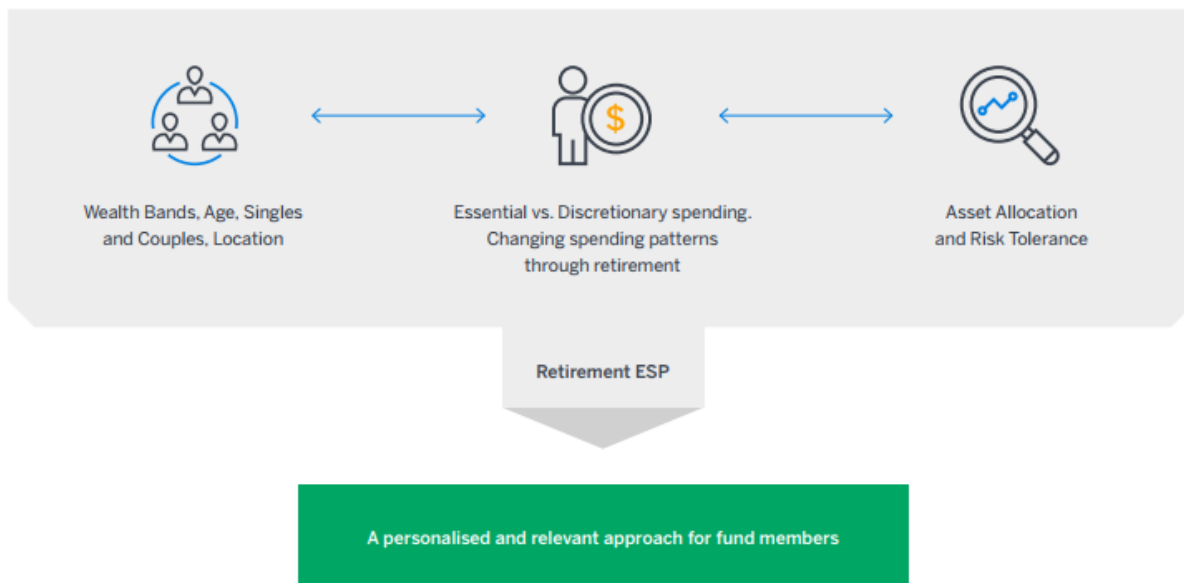 $
Wealth Bands, Age, Singles
and Couples, Location
Essential vs. Discretionary spending.
Changing spending patterns
through retirement
Asset Allocation
and Risk Tolerance
Retirement ESP
A personalised and relevant approach for fund members